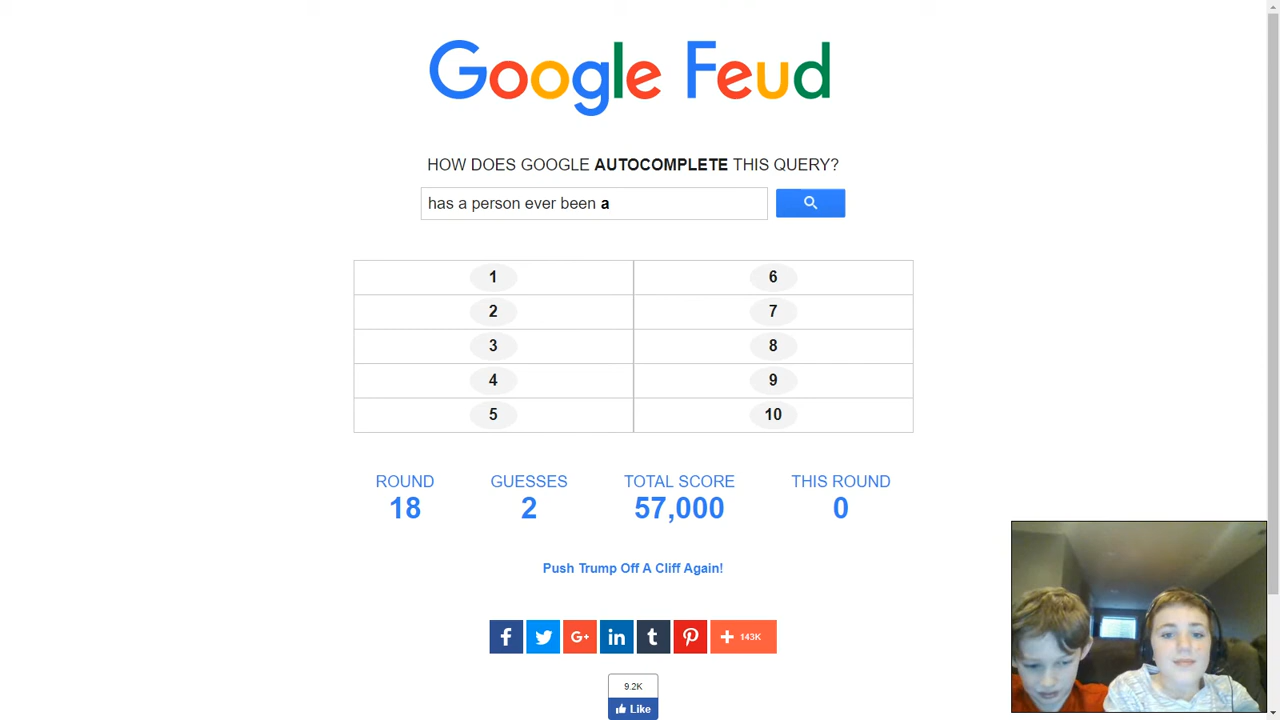 Google Feud
HOW DOES GOOGLE AUTOCOMPLETE THIS QUERY?
has a person ever been a
1
6
2
7
3
8
4
9
5
10
ROUND
GUESSES
TOTAL SCORE
THIS ROUND
18
2
57,000
0
Push Trump Off A Cliff Again!
f
G+
in
t
+ 143K
9.2K
Like